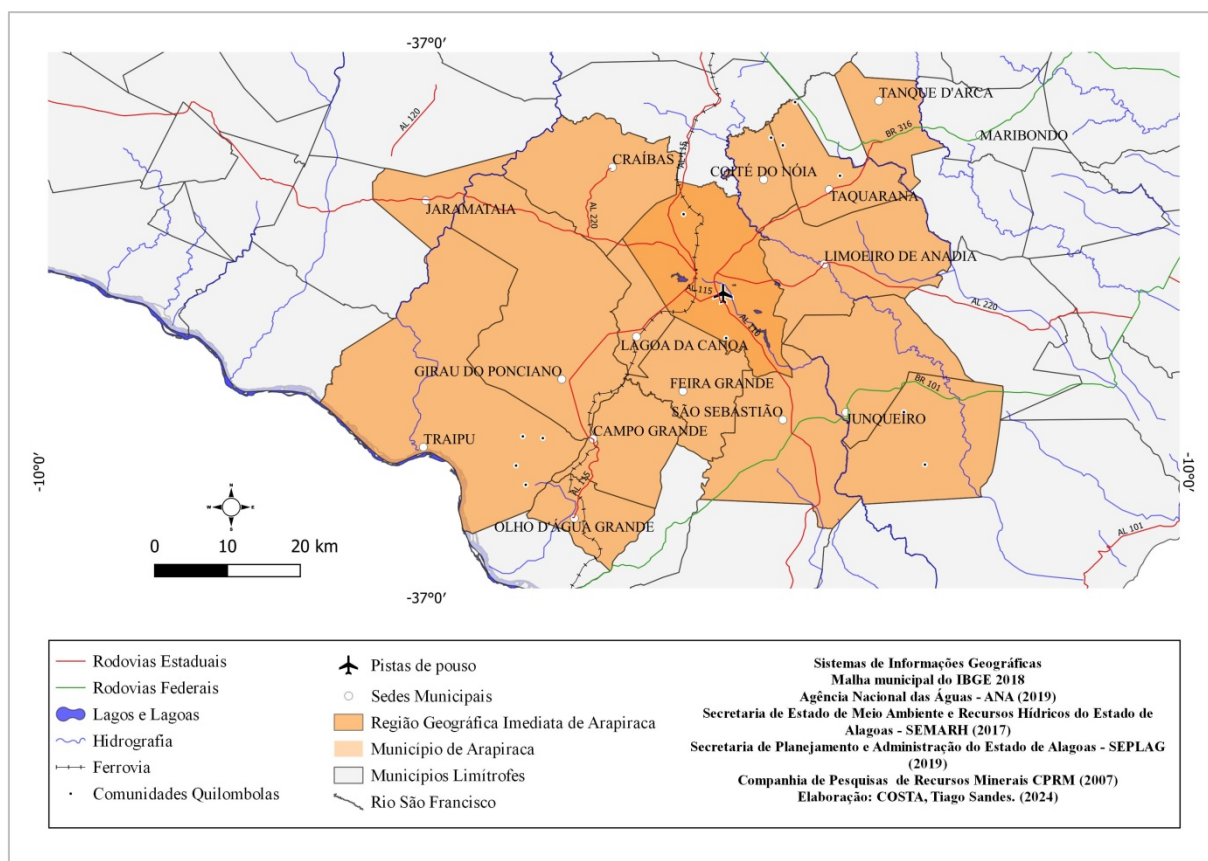 -37°0'
TANQUE D'ARCA
MARIBONDO
AL 120
BR 316
AL 115
CRAÍBAS
COITÉ DO NÓIA
JARAMATAIA
TAQUARANA
AL 220
LIMOEIRO DE ANADIA
AL 115
AL 220
AL 110
LAGOA DA CANOA
GIRAU DO PONCIANO
FEIRA GRANDE
BR 101
SÃO SEBASTIÃO
JUNQUEIRO
TRAIPU
CAMPO GRANDE
-10°0'
-10°0'
AL 115
N
W
E
S
OLHO D'ÁGUA GRANDE
AL 101
0 10 20 km
-37°0'
Rodovias Estaduais
Rodovias Federais
Lagos e Lagoas
Hidrografia
Ferrovia
Comunidades Quilombolas
Pistas de pouso
Sedes Municipais
Região Geográfica Imediata de Arapiraca
Município de Arapiraca
Municípios Limítrofes
Rio São Francisco
Sistemas de Informações Geográficas
Malha municipal do IBGE 2018
Agência Nacional das Águas - ANA (2019)
Secretaria de Estado de Meio Ambiente e Recursos Hídricos do Estado de
Alagoas - SEMARH (2017)
Secretaria de Planejamento e Administração do Estado de Alagoas - SEPLAG
(2019)
Companhia de Pesquisas de Recursos Minerais CPRM (2007)
Elaboração: COSTA, Tiago Sandes. (2024)